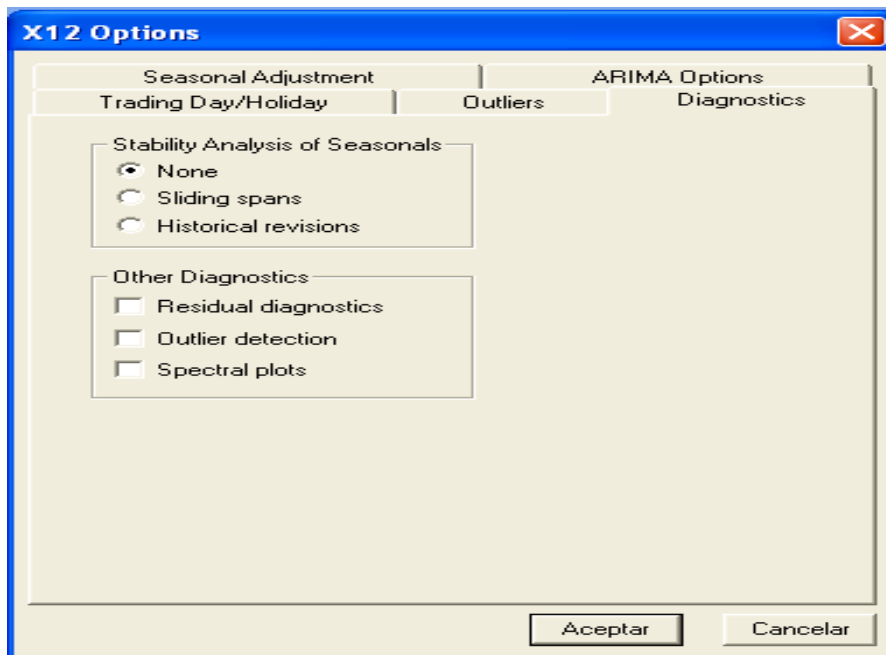 X12 Options
Seasonal Adjustment
ARIMA Options
Trading Day/Holiday
Outliers
Diagnostics
Stability Analysis of Seasonals
None
Sliding spans
Historical revisions
Other Diagnostics
Residual diagnostics
Outlier detection
Spectral plots
Aceptar
Cancelar